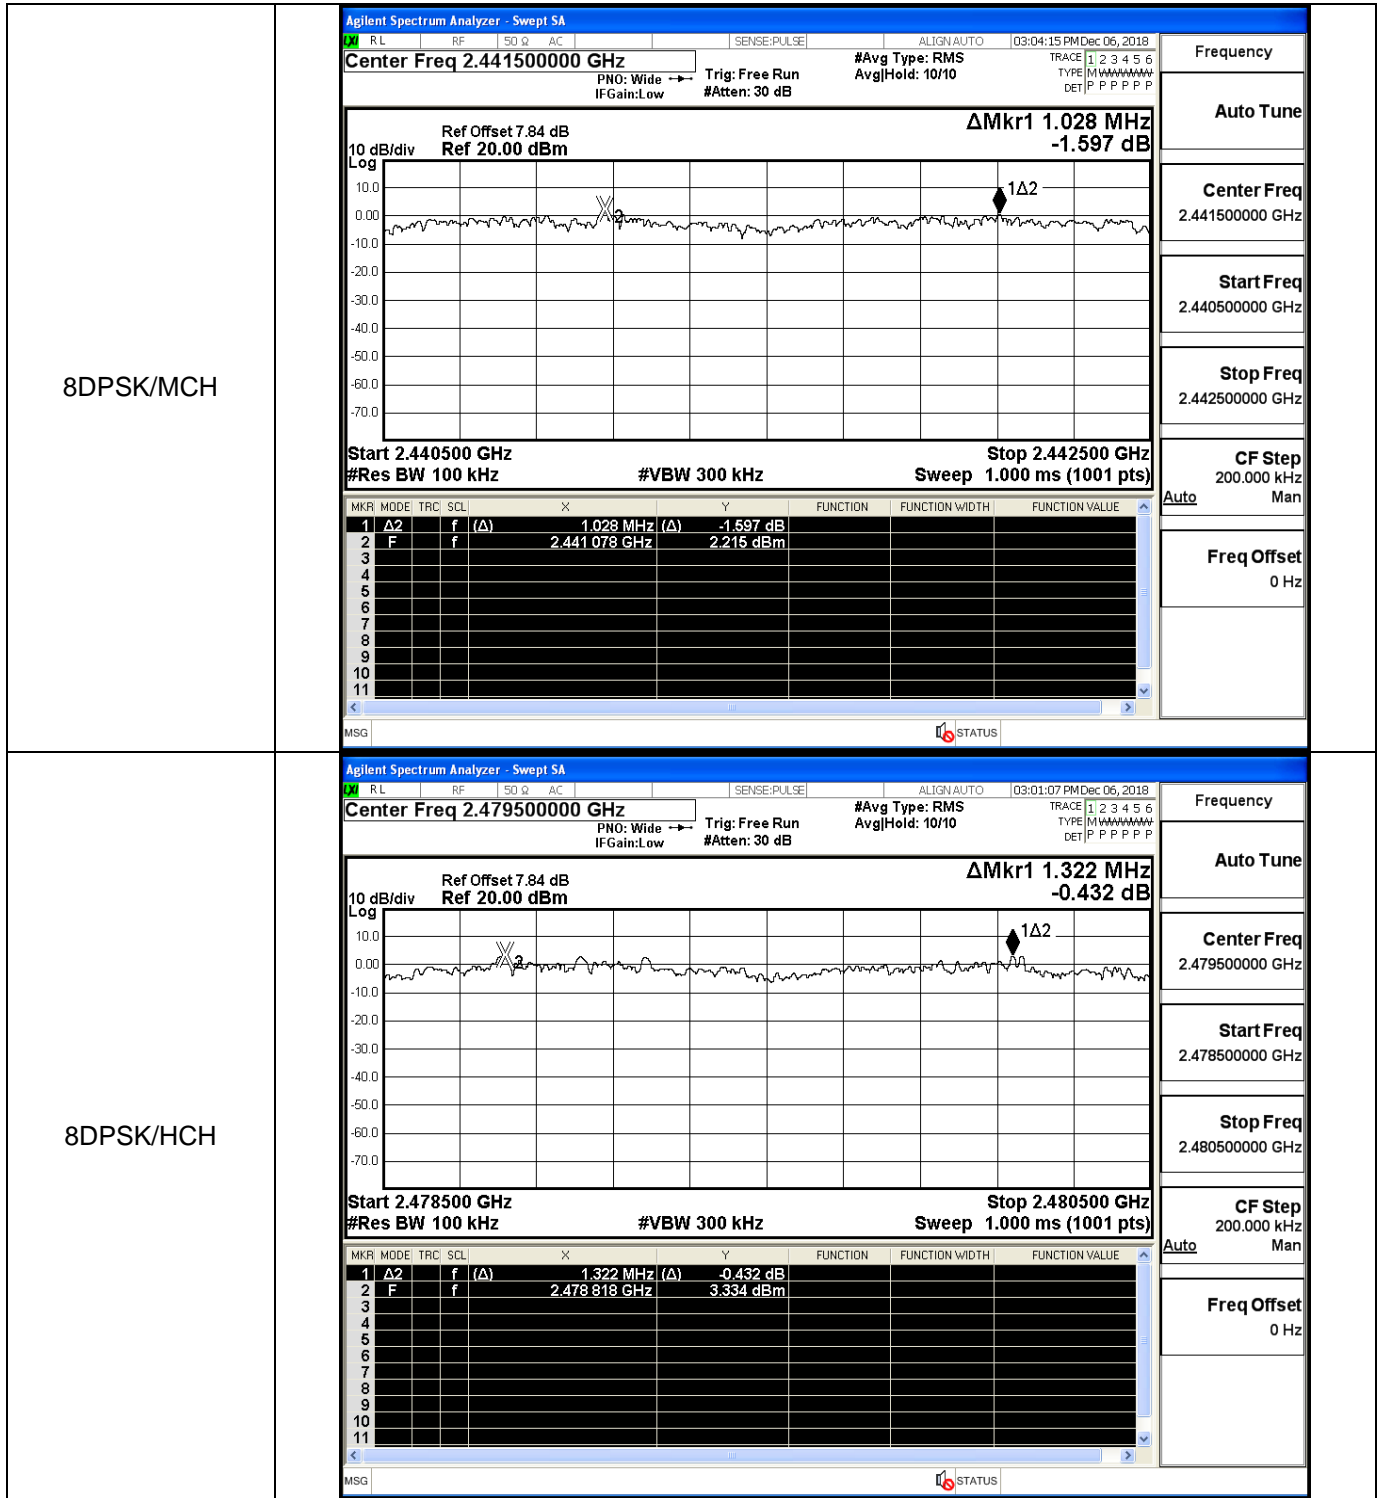 8DPSK/MCH
Agilent Spectrum Analyzer - Swept SA
LXI RL RF 50 Ω AC SENSE:PULSE ALIGN AUTO 03:04:15 PM Dec 06, 2018
Center Freq 2.441500000 GHz #Avg Type: RMS TRACE 1 2 3 4 5 6
PNO: Wide Trig: Free Run Avg|Hold: 10/10 TYPE M
IFGain:Low #Atten: 30 dB DET P P P P P P
Frequency
Auto Tune
Center Freq
2.441500000 GHz
Start Freq
2.440500000 GHz
Stop Freq
2.442500000 GHz
CF Step
200.000 kHz
Auto Man
Freq Offset
0 Hz
ΔMkr1 1.028 MHz
-1.597 dB
Ref Offset 7.84 dB
10 dB/div Ref 20.00 dBm
Log
10.0
0.00
-10.0
-20.0
-30.0
-40.0
-50.0
-60.0
-70.0
2
1Δ2
Start 2.440500 GHz Stop 2.442500 GHz
#Res BW 100 kHz #VBW 300 kHz Sweep 1.000 ms (1001 pts)
MKR MODE TRC SCL X Y FUNCTION FUNCTION WIDTH FUNCTION VALUE
1 Δ2 f (Δ) 1.028 MHz (Δ) -1.597 dB
2 F f 2.441 078 GHz 2.215 dBm
3
4
5
6
7
8
9
10
11
MSG STATUS
8DPSK/HCH
Agilent Spectrum Analyzer - Swept SA
LXI RL RF 50 Ω AC SENSE:PULSE ALIGN AUTO 03:01:07 PM Dec 06, 2018
Center Freq 2.479500000 GHz #Avg Type: RMS TRACE 1 2 3 4 5 6
PNO: Wide Trig: Free Run Avg|Hold: 10/10 TYPE M
IFGain:Low #Atten: 30 dB DET P P P P P P
Frequency
Auto Tune
Center Freq
2.479500000 GHz
Start Freq
2.478500000 GHz
Stop Freq
2.480500000 GHz
CF Step
200.000 kHz
Auto Man
Freq Offset
0 Hz
ΔMkr1 1.322 MHz
-0.432 dB
Ref Offset 7.84 dB
10 dB/div Ref 20.00 dBm
Log
10.0
0.00
-10.0
-20.0
-30.0
-40.0
-50.0
-60.0
-70.0
2
1Δ2
Start 2.478500 GHz Stop 2.480500 GHz
#Res BW 100 kHz #VBW 300 kHz Sweep 1.000 ms (1001 pts)
MKR MODE TRC SCL X Y FUNCTION FUNCTION WIDTH FUNCTION VALUE
1 Δ2 f (Δ) 1.322 MHz (Δ) -0.432 dB
2 F f 2.478 818 GHz 3.334 dBm
3
4
5
6
7
8
9
10
11
MSG STATUS